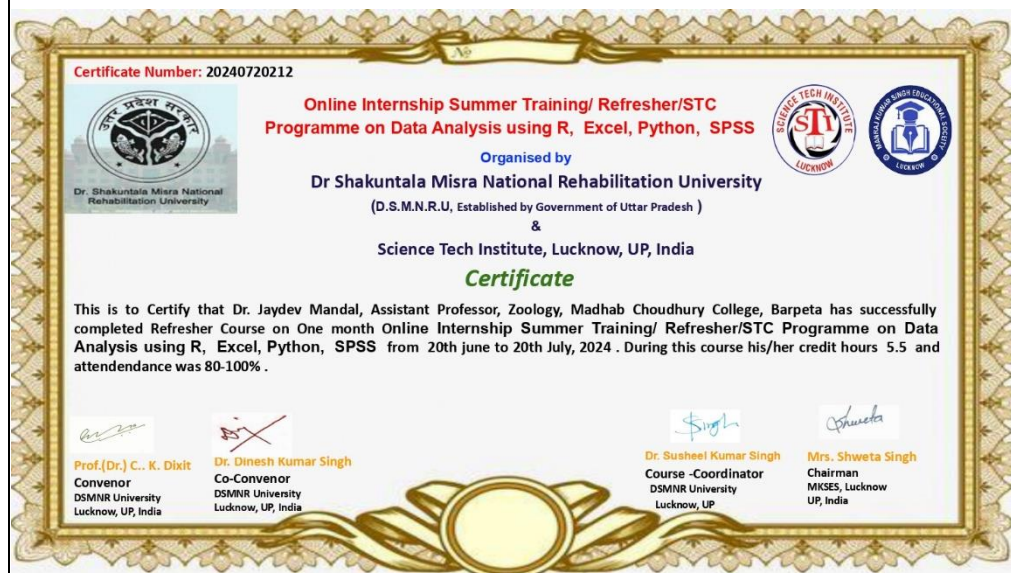 No
Certificate Number: 20240720212
उत्तर प्रदेश सरकार
Dr. Shakuntala Misra National
Rehabilitation University
Online Internship Summer Training/ Refresher/STC
Programme on Data Analysis using R, Excel, Python, SPSS
SCIENCE TECH INSTITUTE
STI
LUCKNOW
MANRAJ KUWAR SINGH EDUCATIONAL SOCEITY
LUCKNOW
Organised by
Dr Shakuntala Misra National Rehabilitation University
(D.S.M.N.R.U, Established by Government of Uttar Pradesh )
&
Science Tech Institute, Lucknow, UP, India
Certificate
This is to Certify that Dr. Jaydev Mandal, Assistant Professor, Zoology, Madhab Choudhury College, Barpeta has successfully
completed Refresher Course on One month Online Internship Summer Training/ Refresher/STC Programme on Data
Analysis using R, Excel, Python, SPSS from 20th june to 20th July, 2024 . During this course his/her credit hours 5.5 and
attendendance was 80-100% .
Singh
Shweta
Prof.(Dr.) C.. K. Dixit
Convenor
DSMNR University
Lucknow, UP, India
Dr. Dinesh Kumar Singh
Co-Convenor
DSMNR University
Lucknow, UP, India
Dr. Susheel Kumar Singh
Course -Coordinator
DSMNR University
Lucknow, UP
Mrs. Shweta Singh
Chairman
MKSES, Lucknow
UP, India